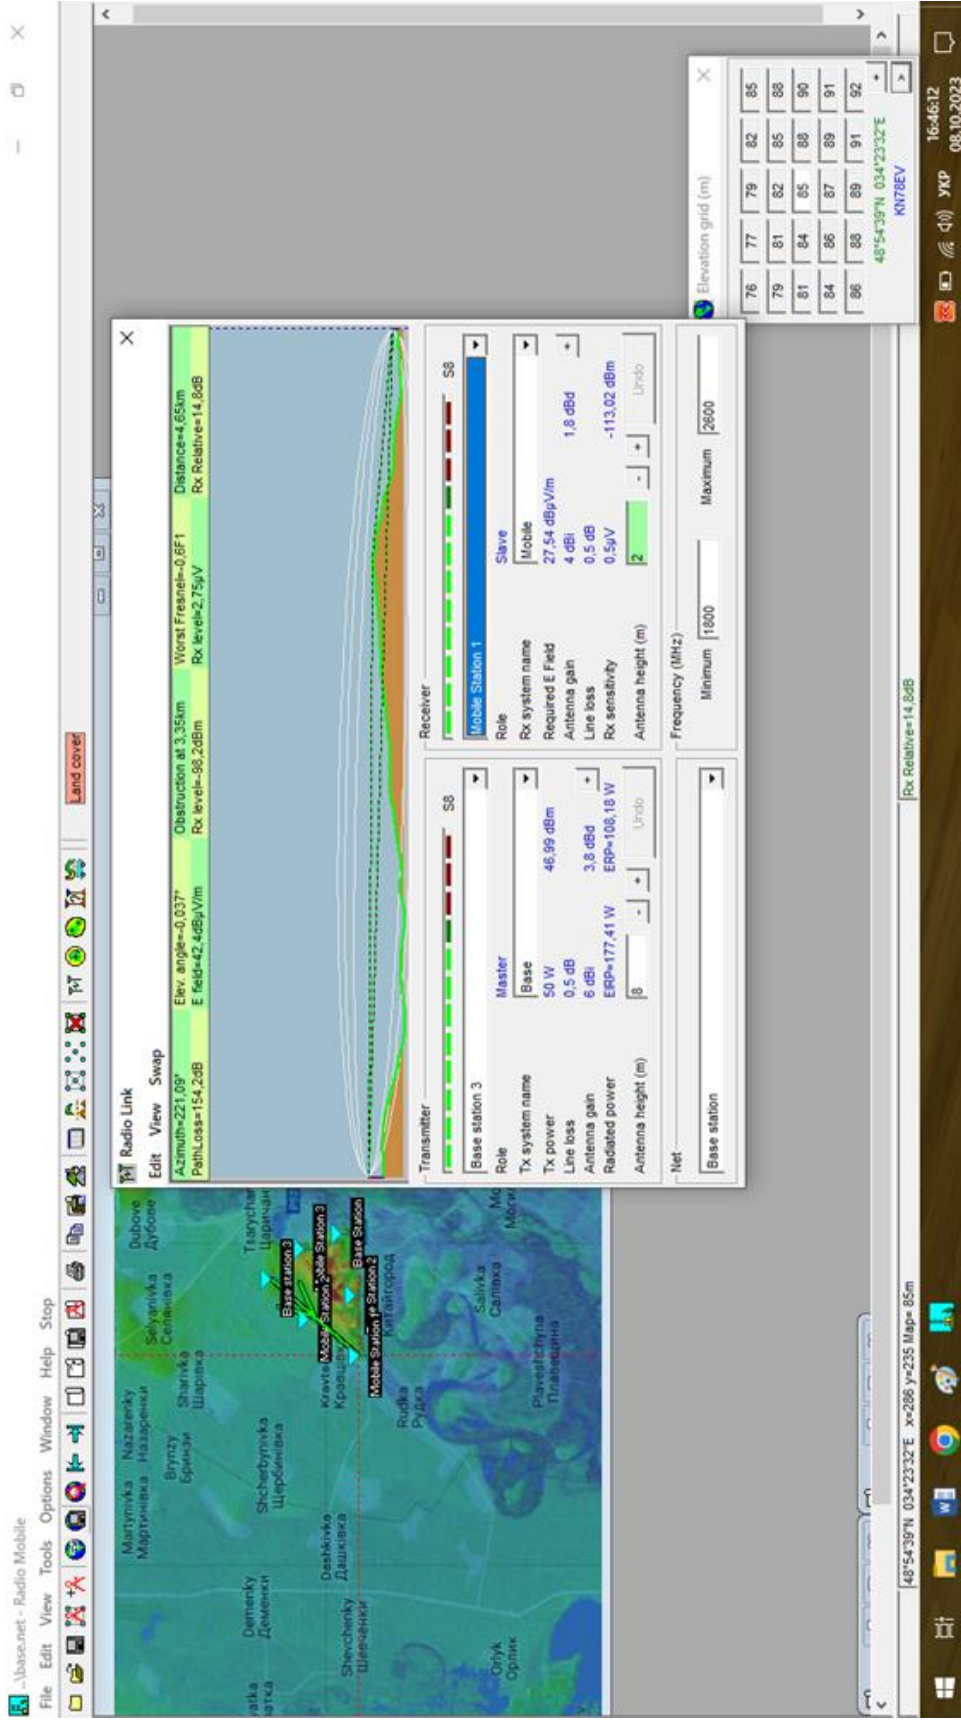 ...\base.net - Radio Mobile
File Edit View Tools Options Window Help Stop
Land cover
Martynivka
Мартинівка
Nazarenky
Назаренки
Brynzy
Бринзи
Selyanivka
Селянівка
Dubove
Дубове
Sharivka
Шарівка
Demenky
Деменки
Shcherbynivka
Щербинівка
Tsarychan
Царичан
Shevchenky
Шевченки
Deshkivka
Дашківка
Rudka
Рудка
Orlyk
Орлик
Plaveshchyna
Плавещина
Salivka
Салівка
Китайгород
Base station 3
Mobile Station 3
Mobile Station 2
Base Station
Mobile Station 1
Radio Link
Edit View Swap
Azimuth=221,09° Elev. angle=-0,037° Obstruction at 3,35km Worst Fresnel=-0,6F1 Distance=4,65km
PathLoss=154,2dB E field=42,4dBµV/m Rx level=-98,2dBm Rx level=2,75µV Rx Relative=14,8dB
Transmitter
S8
Base station 3
Role Master
Tx system name Base
Tx power 50 W 46,99 dBm
Line loss 0,5 dB
Antenna gain 6 dBi 3,8 dBd +
Radiated power EIRP=177,41 W ERP=108,18 W
Antenna height (m) 8 - + Undo
Receiver
S8
Mobile Station 1
Role Slave
Rx system name Mobile
Required E Field 27,54 dBµV/m
Antenna gain 4 dBi 1,8 dBd +
Line loss 0,5 dB
Rx sensitivity 0,5µV -113,02 dBm
Antenna height (m) 2 - + Undo
Net
Base station
Frequency (MHz)
Minimum 1800 Maximum 2600
Elevation grid (m)
76 77 79 82 85
79 81 82 85 88
81 84 85 88 90
84 86 87 89 91
86 88 89 91 92
48°54'39"N 034°23'32"E +
KN78EV >
48°54'39"N 034°23'32"E x=286 y=235 Map= 85m Rx Relative=14,8dB
УКР
16:46:12
08.10.2023